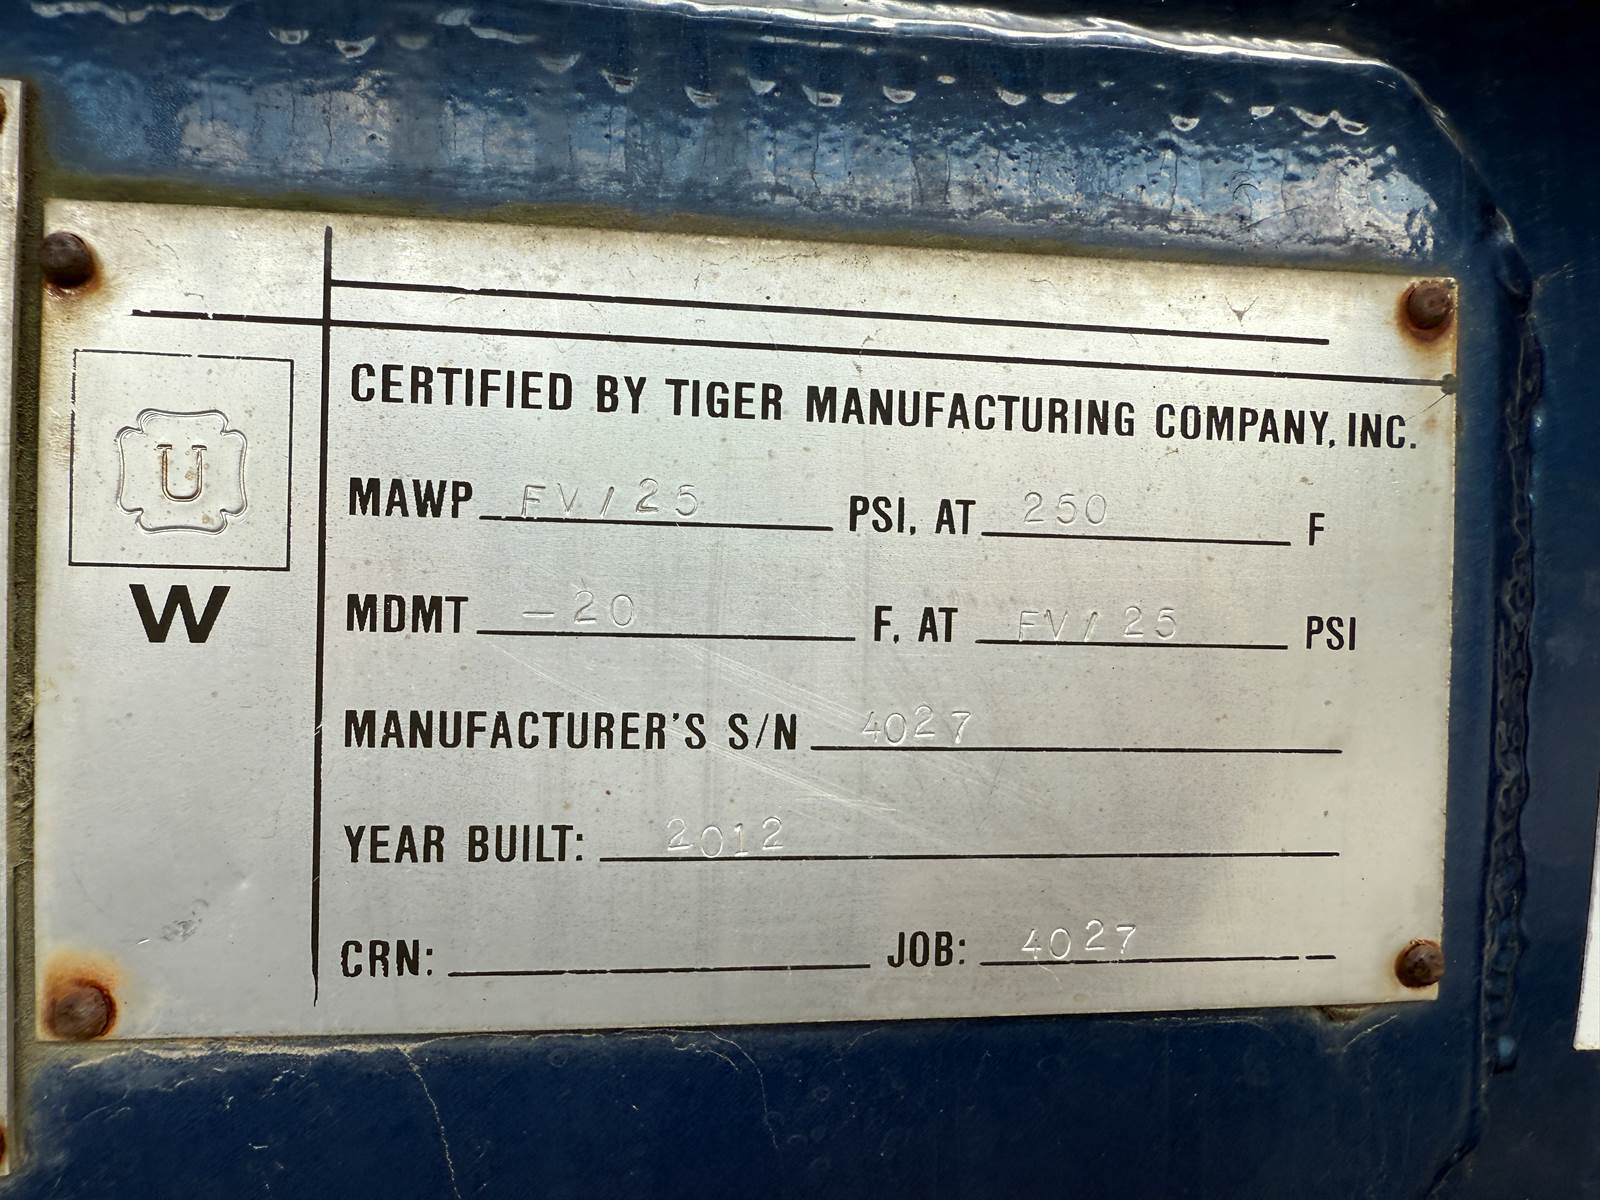 CERTIFIED BY TIGER MANUFACTURING COMPANY, INC.
U
W
MAWP FV/25 PSI, AT 250 F
MDMT -20 F, AT FV/25 PSI
MANUFACTURER'S S/N 4027
YEAR BUILT: 2012
CRN: JOB: 4027